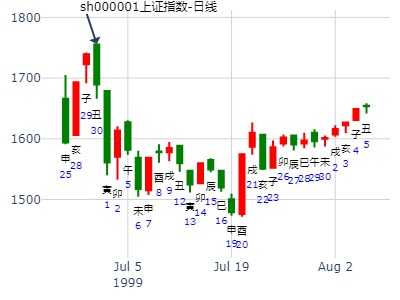 sh000001上证指数-日线
1800
1700
1600
1500
申
25
亥
28
子
29
丑
30
寅
1
卯
2
午
5
未
6
申
7
酉
8
戌
9
丑
12
寅
13
卯
14
辰
15
巳
16
申
19
酉
20
戌
21
亥
22
子
23
卯
26
辰
27
巳
28
午
29
未
30
戌
2
亥
3
子
4
丑
5
Jul 5
1999
Jul 19
Aug 2